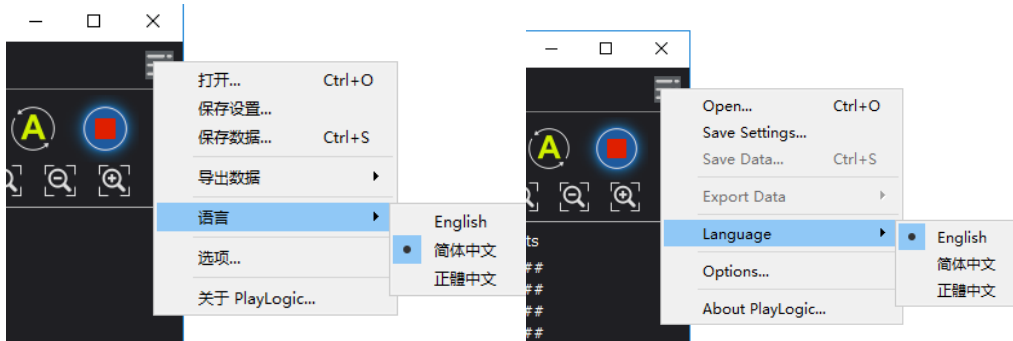 A
打开... Ctrl+O
保存设置...
保存数据... Ctrl+S
导出数据
语言
English
简体中文
正體中文
选项...
关于 PlayLogic...
A
Open... Ctrl+O
Save Settings...
Save Data... Ctrl+S
Export Data
Language
English
简体中文
正體中文
Options...
About PlayLogic...
ts
##
##
##
##